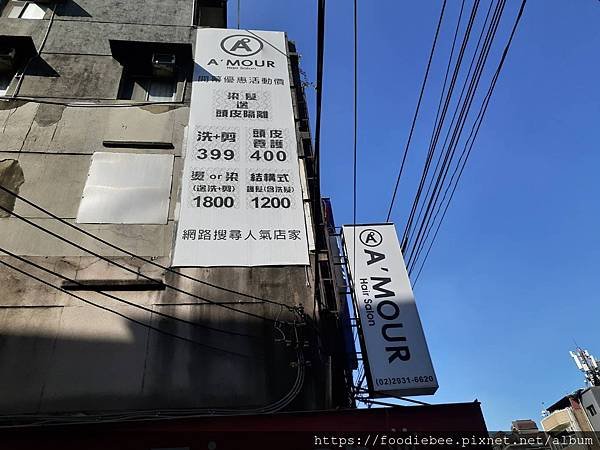 A'MOUR
Hair Salon
開幕優惠活動價
染髮
送
頭皮隔離
洗+剪
399
頭皮
養護
400
燙 or 染
(送洗+剪)
1800
結構式
護髮(含洗髮)
1200
網路搜尋人氣店家
A'MOUR
Hair Salon
(02)2931-6620
https://foodiebee.pixnet.net/album